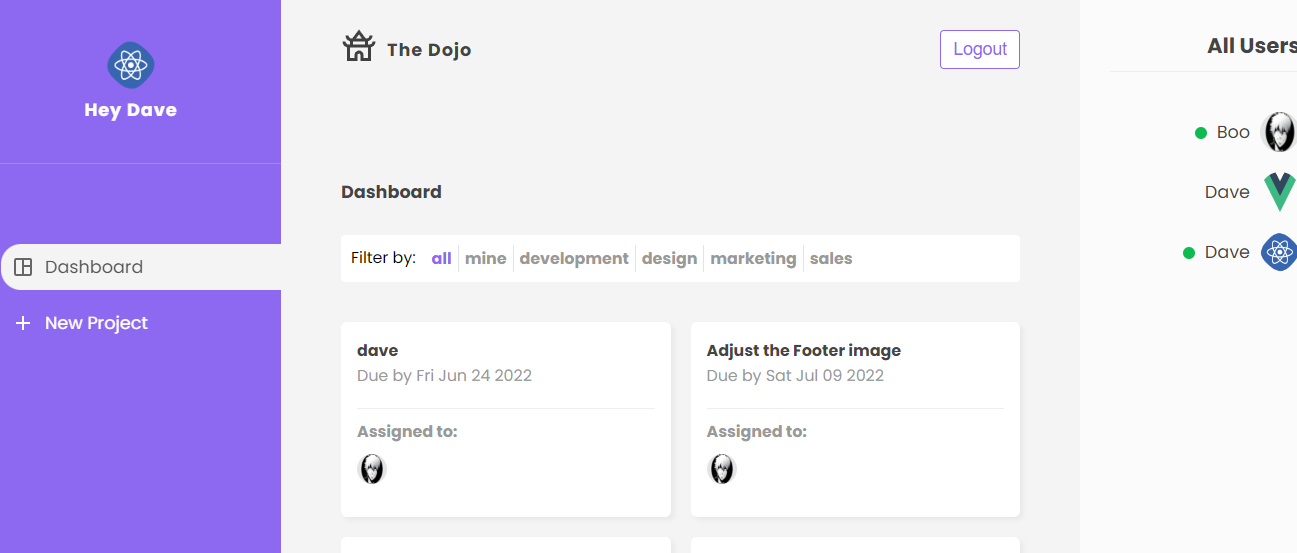 Hey Dave
Dashboard
New Project
The Dojo
Logout
Dashboard
Filter by: all mine development design marketing sales
dave
Due by Fri Jun 24 2022
Assigned to:
Adjust the Footer image
Due by Sat Jul 09 2022
Assigned to:
All Users
Boo
Dave
Dave